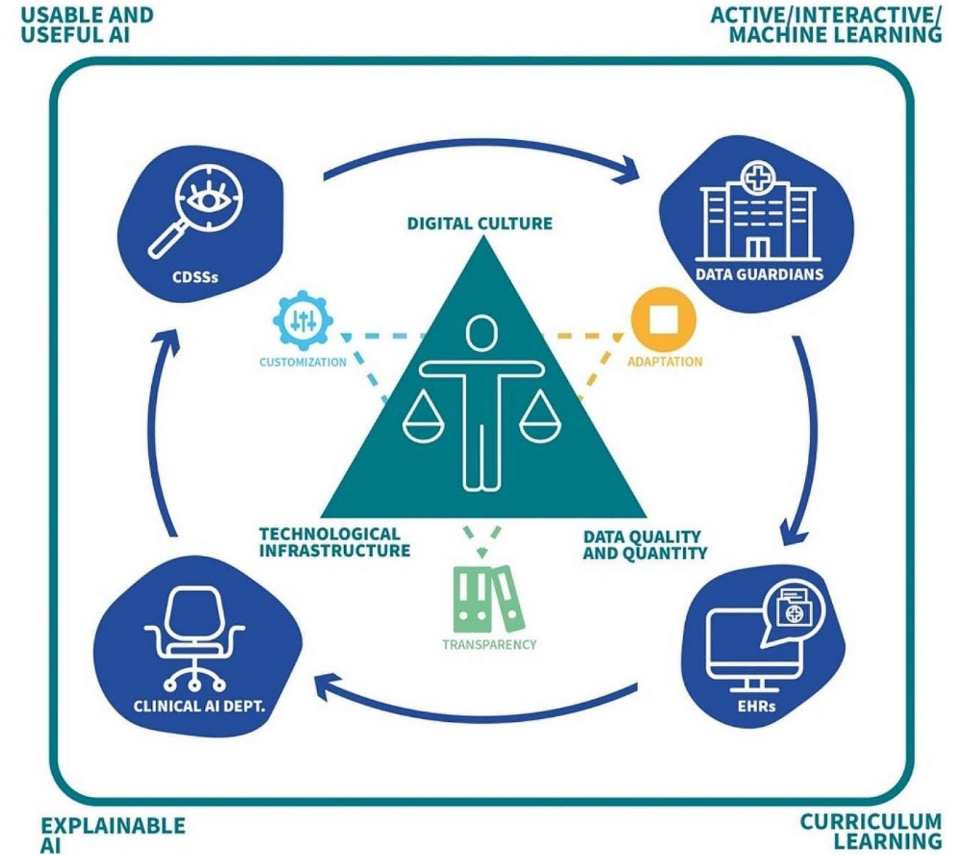 USABLE AND
USEFUL AI
ACTIVE/INTERACTIVE/
MACHINE LEARNING
CDSSs
DATA GUARDIANS
DIGITAL CULTURE
CUSTOMIZATION
ADAPTATION
TECHNOLOGICAL
INFRASTRUCTURE
DATA QUALITY
AND QUANTITY
TRANSPARENCY
CLINICAL AI DEPT.
EHRs
EXPLAINABLE
AI
CURRICULUM
LEARNING